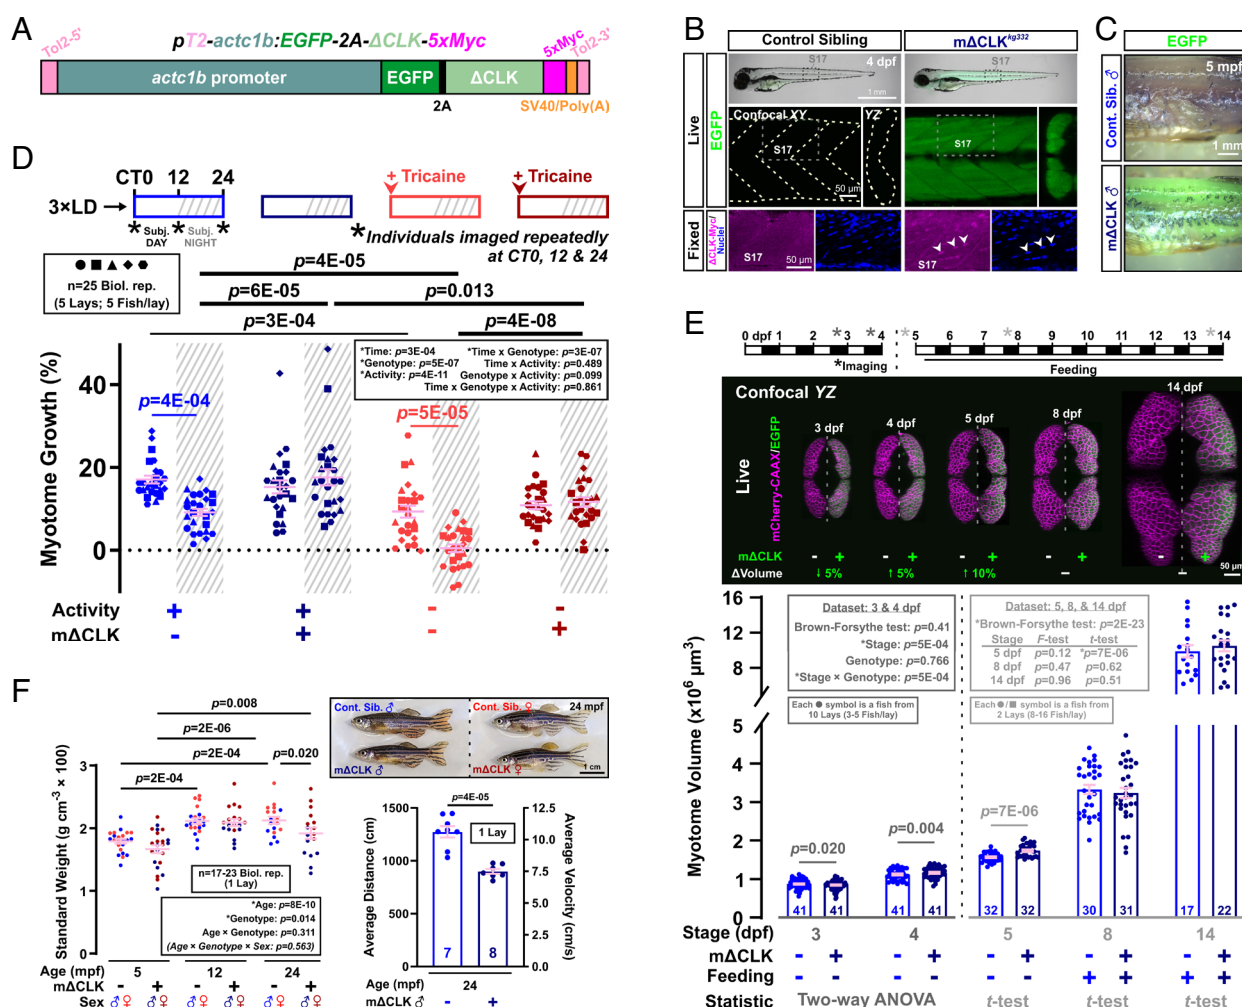 A
pT2-actc1b:EGFP-2A-ΔCLK-5xMyc
Tol2-5'
5xMyc
Tol2-3'
actc1b promoter
EGFP
ΔCLK
2A
SV40/Poly(A)
B
Control Sibling
mΔCLKkg332
S17
4 dpf
1 mm
S17
Live
EGFP
Confocal XY
YZ
S17
50 µm
S17
Fixed
ΔCLK-Myc/
Nuclei
S17
50 µm
S17
C
EGFP
Cont. Sib. ♂
5 mpf
1 mm
mΔCLK ♂
D
CT0 12 24
3×LD
Subj. DAY
Subj. NIGHT
+ Tricaine
+ Tricaine
*Individuals imaged repeatedly
at CT0, 12 & 24
n=25 Biol. rep.
(5 Lays; 5 Fish/lay)
p=4E-05
p=6E-05
p=0.013
p=3E-04
p=4E-08
*Time: p=3E-04
*Genotype: p=5E-07
*Activity: p=4E-11
*Time x Genotype: p=3E-07
Time x Activity: p=0.489
Genotype x Activity: p=0.099
Time x Genotype x Activity: p=0.861
p=4E-04
p=5E-05
Myotome Growth (%)
40
20
0
Activity + + - -
mΔCLK - + - +
E
0 dpf 1 2 3 4 5 6 7 8 9 10 11 12 13 14
*Imaging
Feeding
Confocal YZ
Live
mCherry-CAAX/EGFP
3 dpf
4 dpf
5 dpf
8 dpf
14 dpf
mΔCLK - + - + - + - + - +
ΔVolume ↓ 5% ↑ 5% ↑ 10% - -
50 µm
Myotome Volume (x10⁶ µm³)
16
12
8
5
4
3
2
1
0
Dataset: 3 & 4 dpf
Brown-Forsythe test: p=0.41
*Stage: p=5E-04
Genotype: p=0.766
*Stage × Genotype: p=5E-04
Each ● symbol is a fish from
10 Lays (3-5 Fish/lay)
Dataset: 5, 8, & 14 dpf
*Brown-Forsythe test: p=2E-23
Stage F-test t-test
5 dpf p=0.12 *p=7E-06
8 dpf p=0.47 p=0.62
14 dpf p=0.96 p=0.51
Each ●/■ symbol is a fish from
2 Lays (8-16 Fish/lay)
p=0.020
p=0.004
p=7E-06
41 41 41 41 32 32 30 31 17 22
Stage (dpf) 3 4 5 8 14
mΔCLK - + - + - + - + - +
Feeding - - - - - - + + + +
Statistic Two-way ANOVA t-test t-test t-test
F
p=0.008
p=2E-06
p=2E-04
p=0.020
p=2E-04
Standard Weight (g cm⁻³ × 100)
3
2
1
0
n=17-23 Biol. rep.
(1 Lay)
*Age: p=8E-10
*Genotype: p=0.014
Age × Genotype: p=0.311
(Age × Genotype × Sex: p=0.563)
Age (mpf) 5 12 24
mΔCLK - + - + - +
Sex ♂♀ ♂♀ ♂♀ ♂♀ ♂♀ ♂♀
Cont. Sib. ♂
Cont. Sib. ♀
24 mpf
mΔCLK ♂
mΔCLK ♀
1 cm
p=4E-05
1 Lay
Average Distance (cm)
1500
1000
500
0
Average Velocity (cm/s)
12.5
10.0
7.5
5.0
2.5
0.0
7 8
Age (mpf) 24
mΔCLK ♂ - +